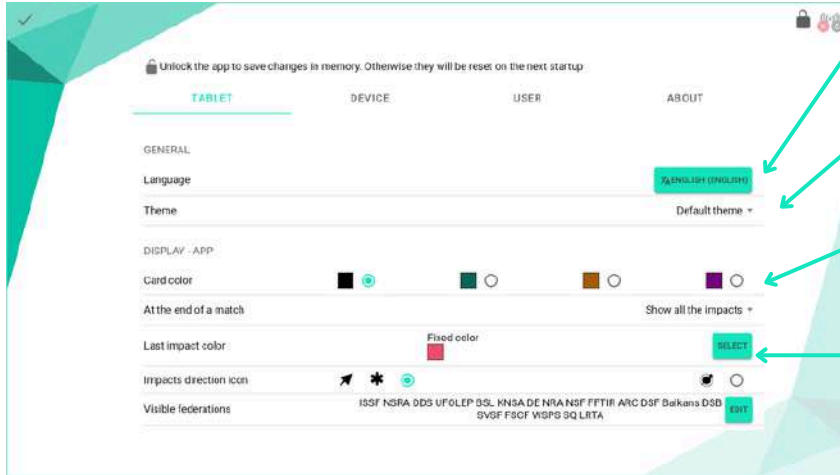 Unlock the app to save changes in memory. Otherwise they will be reset on the next startup
TABLET DEVICE USER ABOUT
GENERAL
Language ENGLISH (ENGLISH)
Theme Default theme
DISPLAY - APP
Card color
At the end of a match Show all the impacts
Last impact color Fixed color SELECT
Impacts direction icon
Visible federations ISSF NSRA DDS UFOLEP BSL KNSA DE NRA NSF FFTIR ARC DSF Balkans DSB EDIT
SVSF FSCF WSPS SQ LRTA